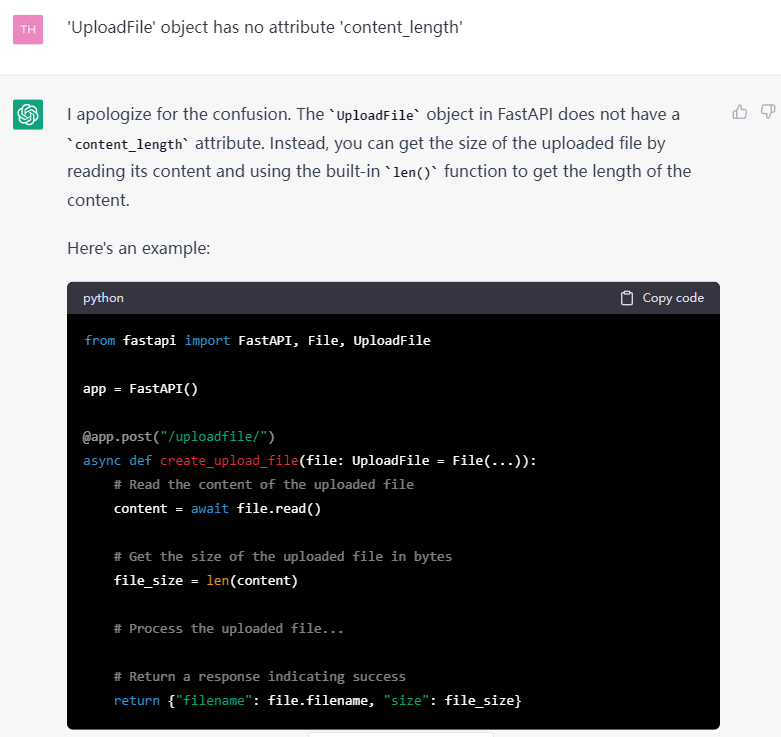 TH
'UploadFile' object has no attribute 'content_length'
I apologize for the confusion. The `UploadFile` object in FastAPI does not have a
`content_length` attribute. Instead, you can get the size of the uploaded file by
reading its content and using the built-in `len()` function to get the length of the
content.
Here's an example:
python
Copy code
from fastapi import FastAPI, File, UploadFile
app = FastAPI()
@app.post("/uploadfile/")
async def create_upload_file(file: UploadFile = File(...)):
    # Read the content of the uploaded file
    content = await file.read()
    # Get the size of the uploaded file in bytes
    file_size = len(content)
    # Process the uploaded file...
    # Return a response indicating success
    return {"filename": file.filename, "size": file_size}